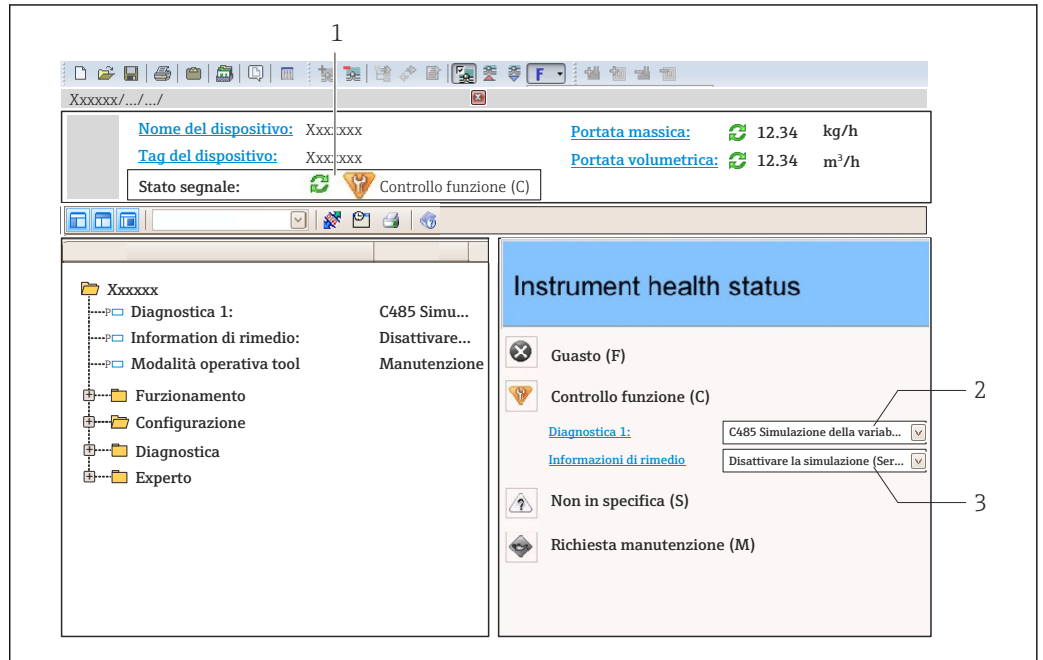 1
F
Xxxxxx/.../.../
Nome del dispositivo: Xxxxxxx Portata massica: 12.34 kg/h
Tag del dispositivo: Xxxxxxx Portata volumetrica: 12.34 m³/h
Stato segnale: Controllo funzione (C)
Xxxxxx
Diagnostica 1: C485 Simu...
Information di rimedio: Disattivare...
Modalità operativa tool Manutenzione
Furzionamento
Configurazione
Diagnostica
Experto
Instrument health status
Guasto (F)
Controllo funzione (C)
2
Diagnostica 1: C485 Simulazione della variab...
Informazioni di rimedio Disattivare la simulazione (Ser...
3
Non in specifica (S)
Richiesta manutenzione (M)